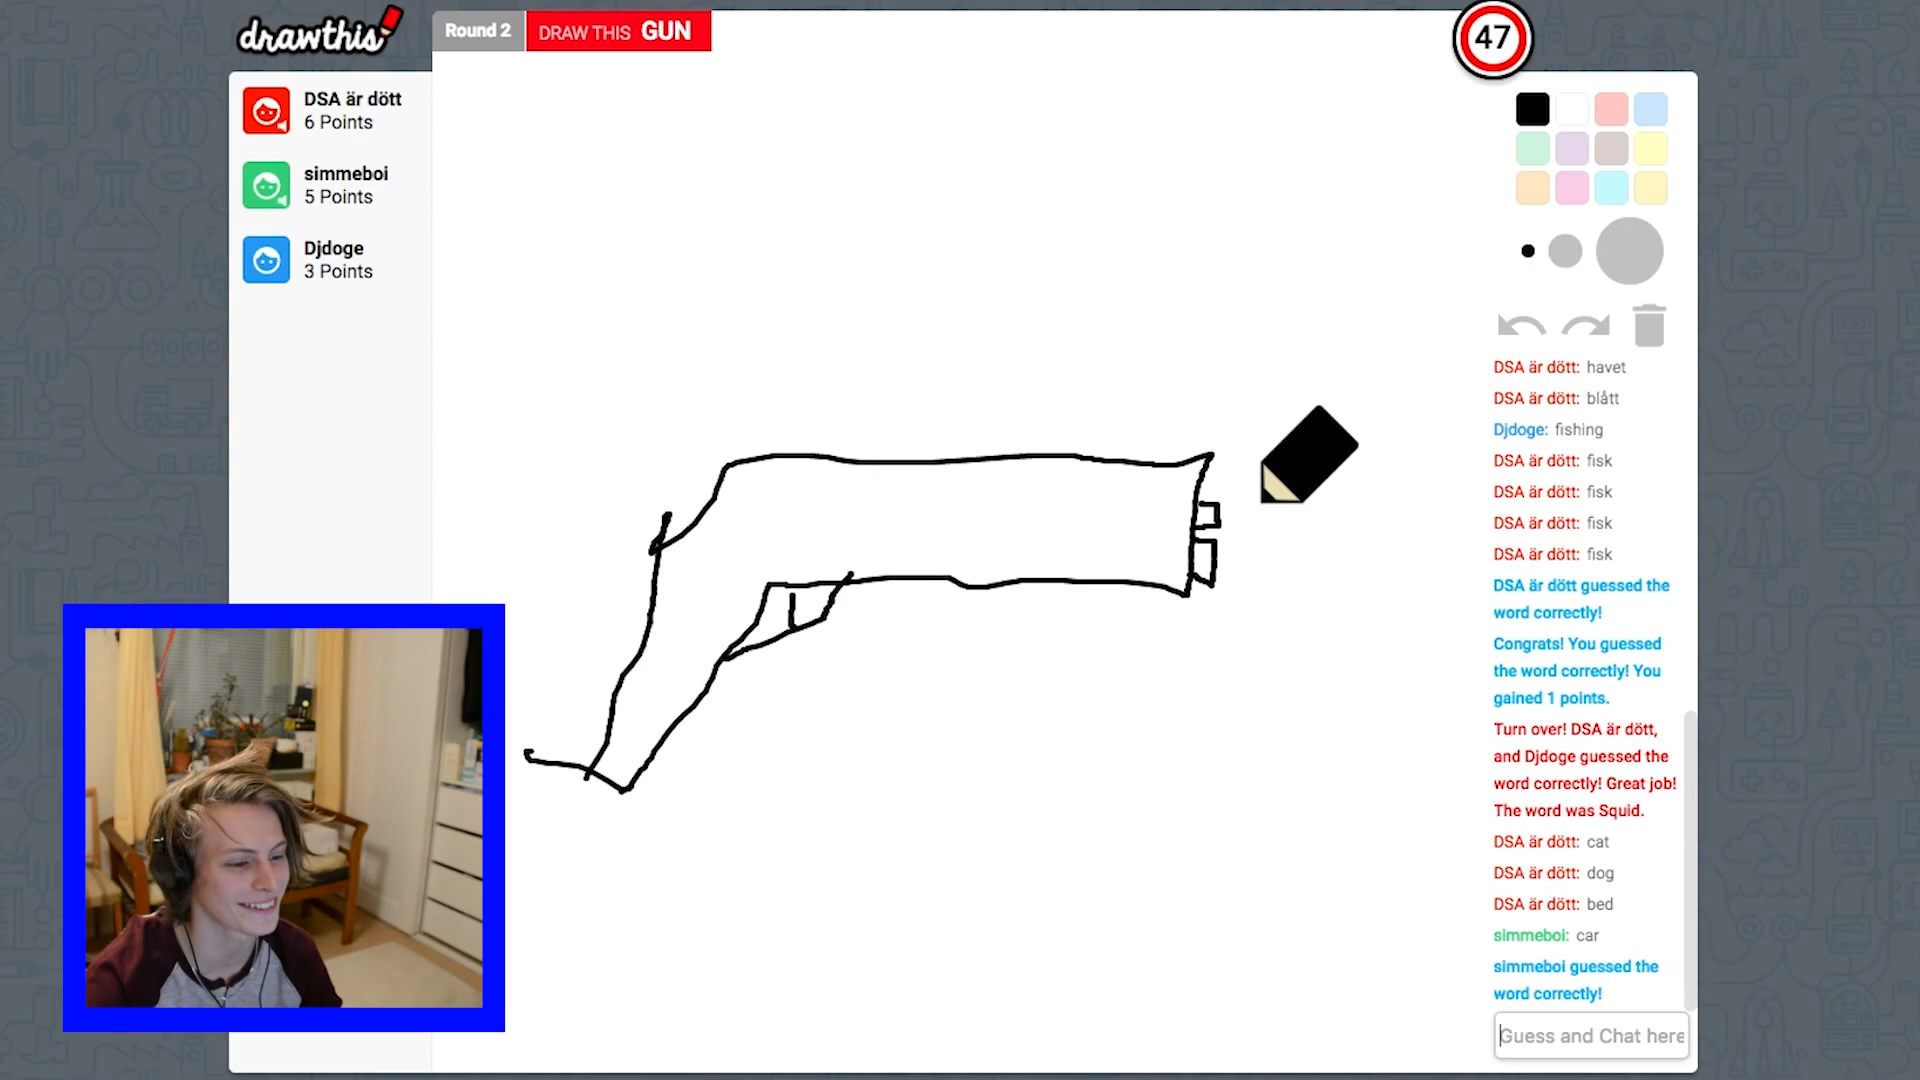 drawthis!
Round 2
DRAW THIS GUN
47
DSA är dött
6 Points
simmeboi
5 Points
Djdoge
3 Points
DSA är dött: havet
DSA är dött: blått
Djdoge: fishing
DSA är dött: fisk
DSA är dött: fisk
DSA är dött: fisk
DSA är dött: fisk
DSA är dött guessed the
word correctly!
Congrats! You guessed
the word correctly! You
gained 1 points.
Turn over! DSA är dött,
and Djdoge guessed the
word correctly! Great job!
The word was Squid.
DSA är dött: cat
DSA är dött: dog
DSA är dött: bed
simmeboi: car
simmeboi guessed the
word correctly!
Guess and Chat here